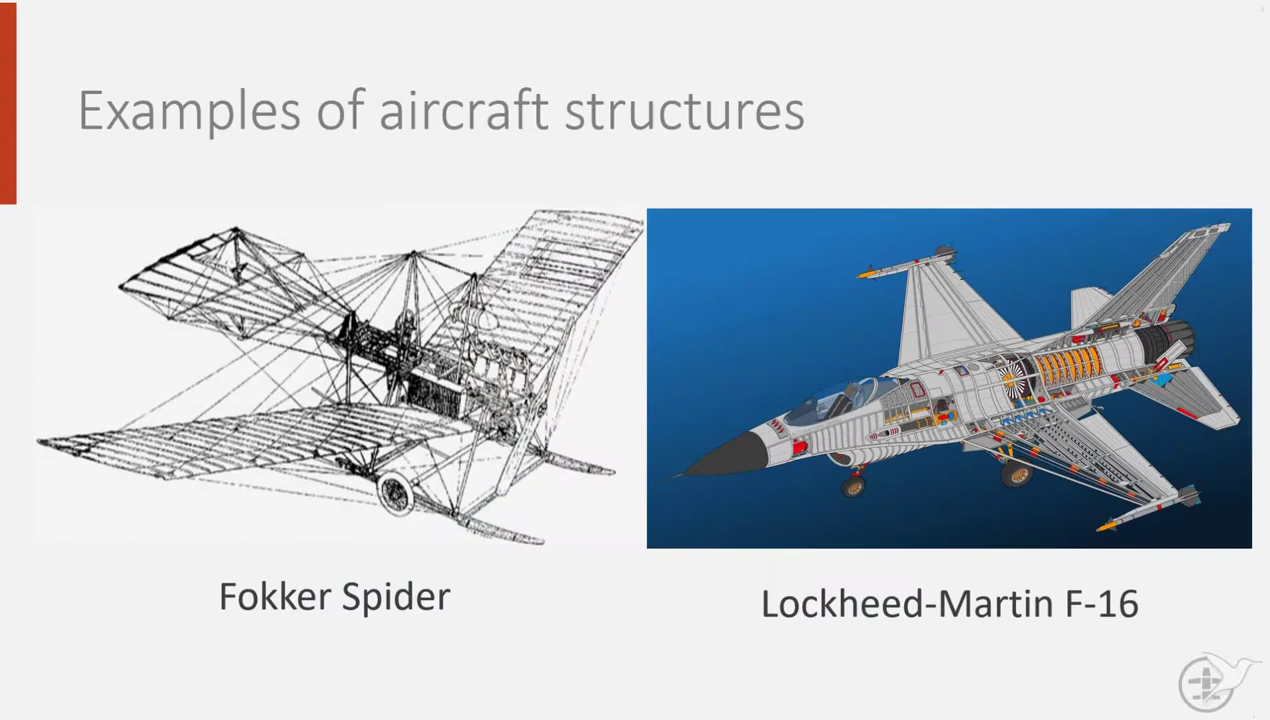 Examples of aircraft structures
Fokker Spider
Lockheed-Martin F-16